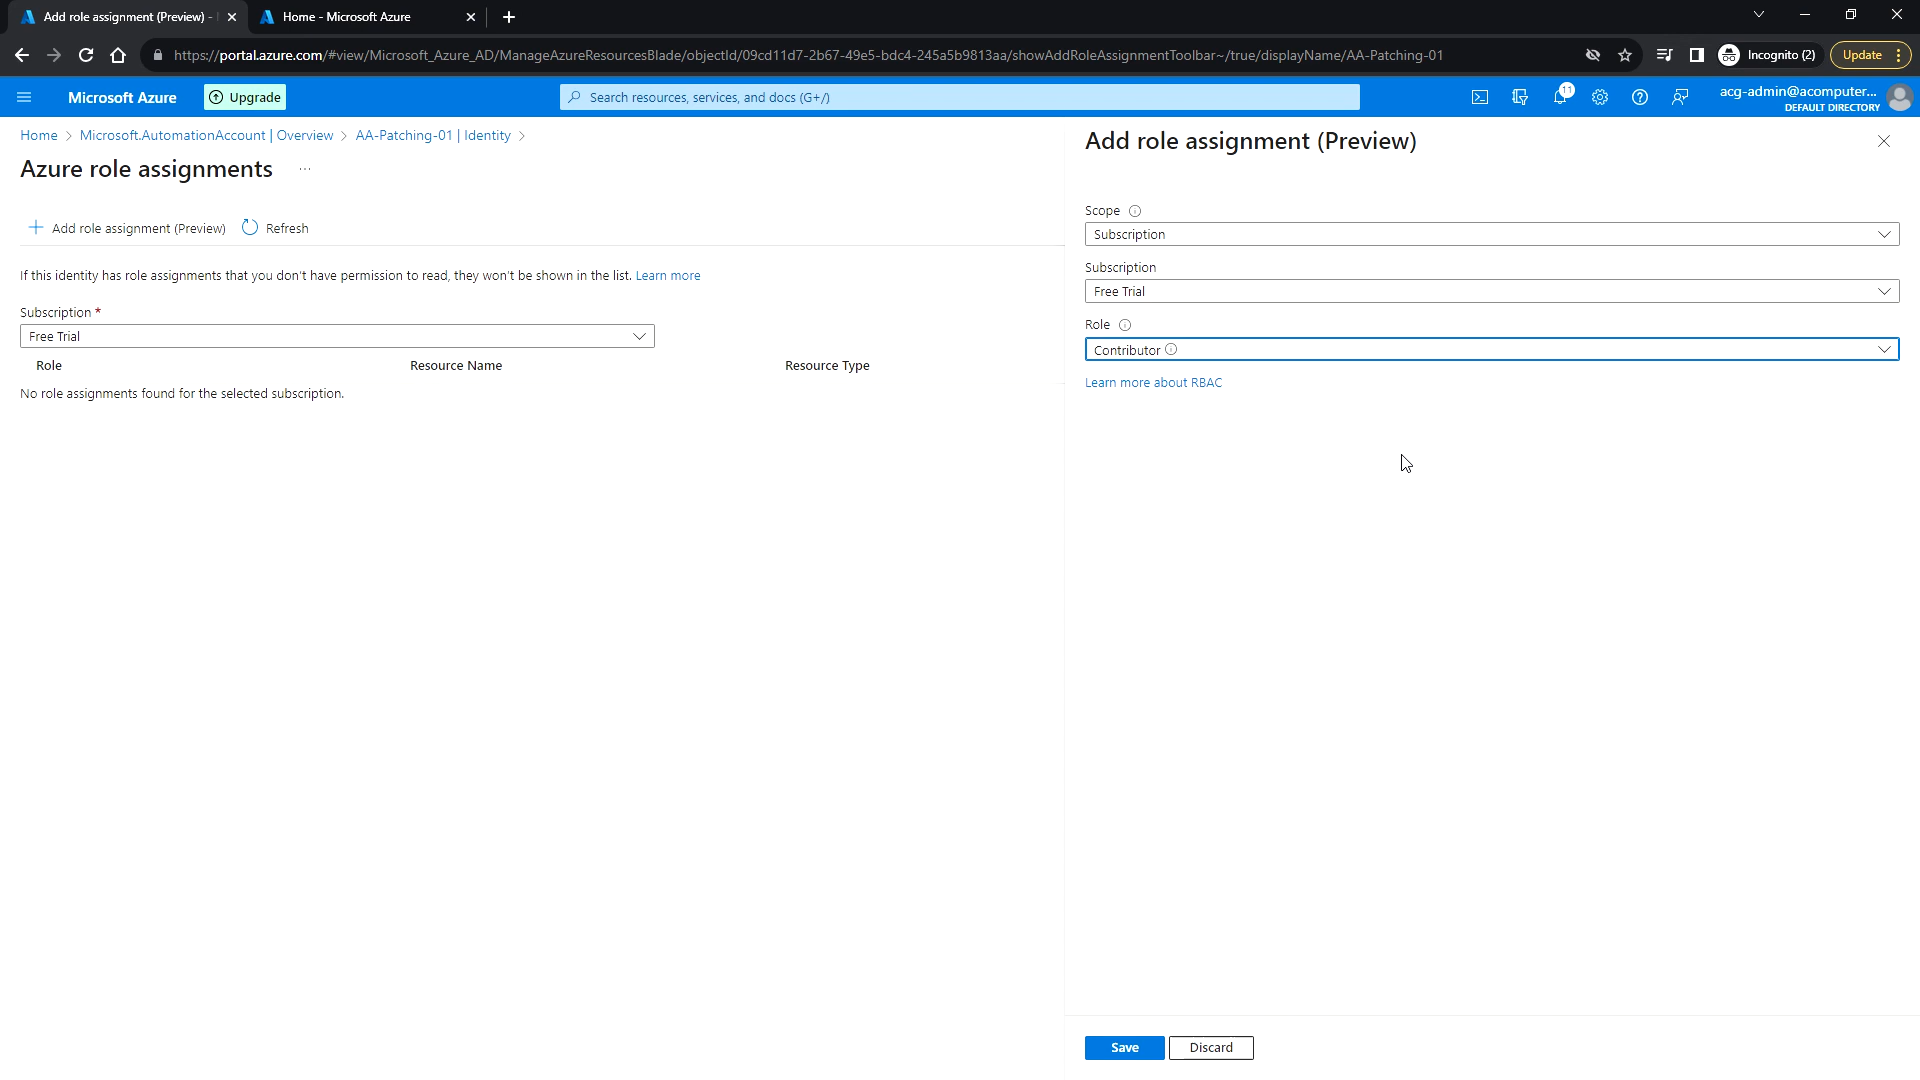 Add role assignment (Preview) -
Home - Microsoft Azure
https://portal.azure.com/#view/Microsoft_Azure_AD/ManageAzureResourcesBlade/objectId/09cd11d7-2b67-49e5-bdc4-245a5b9813aa/showAddRoleAssignmentToolbar~/true/displayName/AA-Patching-01
Incognito (2)
Update
Microsoft Azure
Upgrade
Search resources, services, and docs (G+/)
11
acg-admin@acomputer...
DEFAULT DIRECTORY
Home > Microsoft.AutomationAccount | Overview > AA-Patching-01 | Identity >
Azure role assignments ...
Add role assignment (Preview)
Refresh
If this identity has role assignments that you don't have permission to read, they won't be shown in the list. Learn more
Subscription *
Free Trial
Role
Resource Name
Resource Type
No role assignments found for the selected subscription.
Add role assignment (Preview)
Scope
Subscription
Subscription
Free Trial
Role
Contributor
Learn more about RBAC
Save
Discard